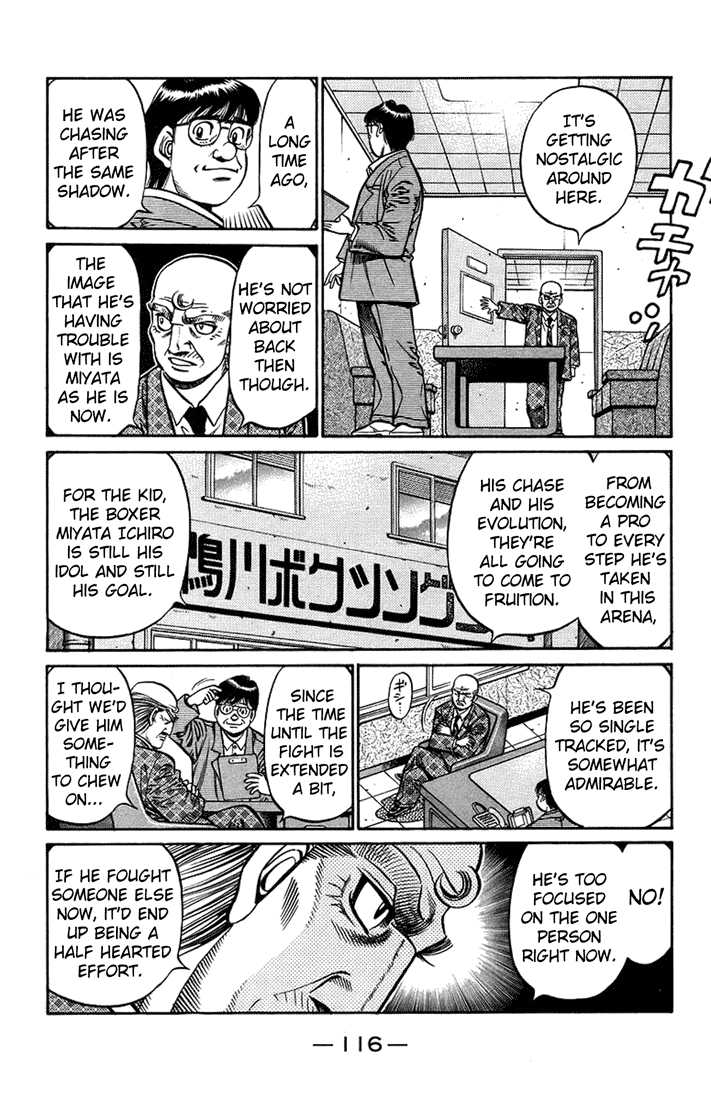 IT'S
GETTING
NOSTALGIC
AROUND
HERE.
ガチャ
A
LONG
TIME
AGO,
HE WAS
CHASING
AFTER
THE SAME
SHADOW.
HE'S NOT
WORRIED
ABOUT
BACK
THEN
THOUGH.
THE
IMAGE
THAT HE'S
HAVING
TROUBLE
WITH IS
MIYATA
AS HE IS
NOW.
FROM
BECOMING
A PRO
TO EVERY
STEP HE'S
TAKEN
IN THIS
ARENA,
HIS CHASE
AND HIS
EVOLUTION,
THEY'RE
ALL GOING
TO COME TO
FRUITION.
鴨川ボクシング
FOR THE KID,
THE BOXER
MIYATA ICHIRO
IS STILL HIS
IDOL AND STILL
HIS GOAL.
HE'S BEEN
SO SINGLE
TRACKED, IT'S
SOMEWHAT
ADMIRABLE.
ギシ
SINCE
THE TIME
UNTIL THE
FIGHT IS
EXTENDED
A BIT,
I THOU-
GHT WE'D
GIVE HIM
SOME-
THING
TO CHEW
ON...
NO!
HE'S TOO
FOCUSED
ON THE ONE
PERSON
RIGHT NOW.
IF HE FOUGHT
SOMEONE ELSE
NOW, IT'D END
UP BEING A
HALF HEARTED
EFFORT.
—116—